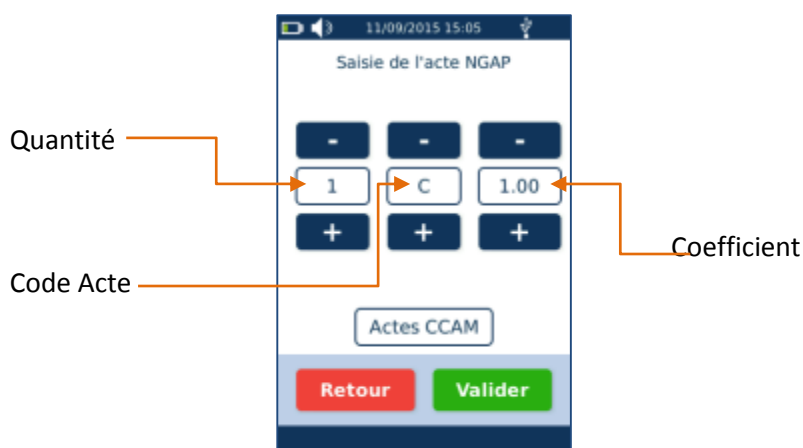 11/09/2015 15:05
Saisie de l'acte NGAP
Quantité
- - -
1 C 1.00
+ + +
Coefficient
Code Acte
Actes CCAM
Retour Valider